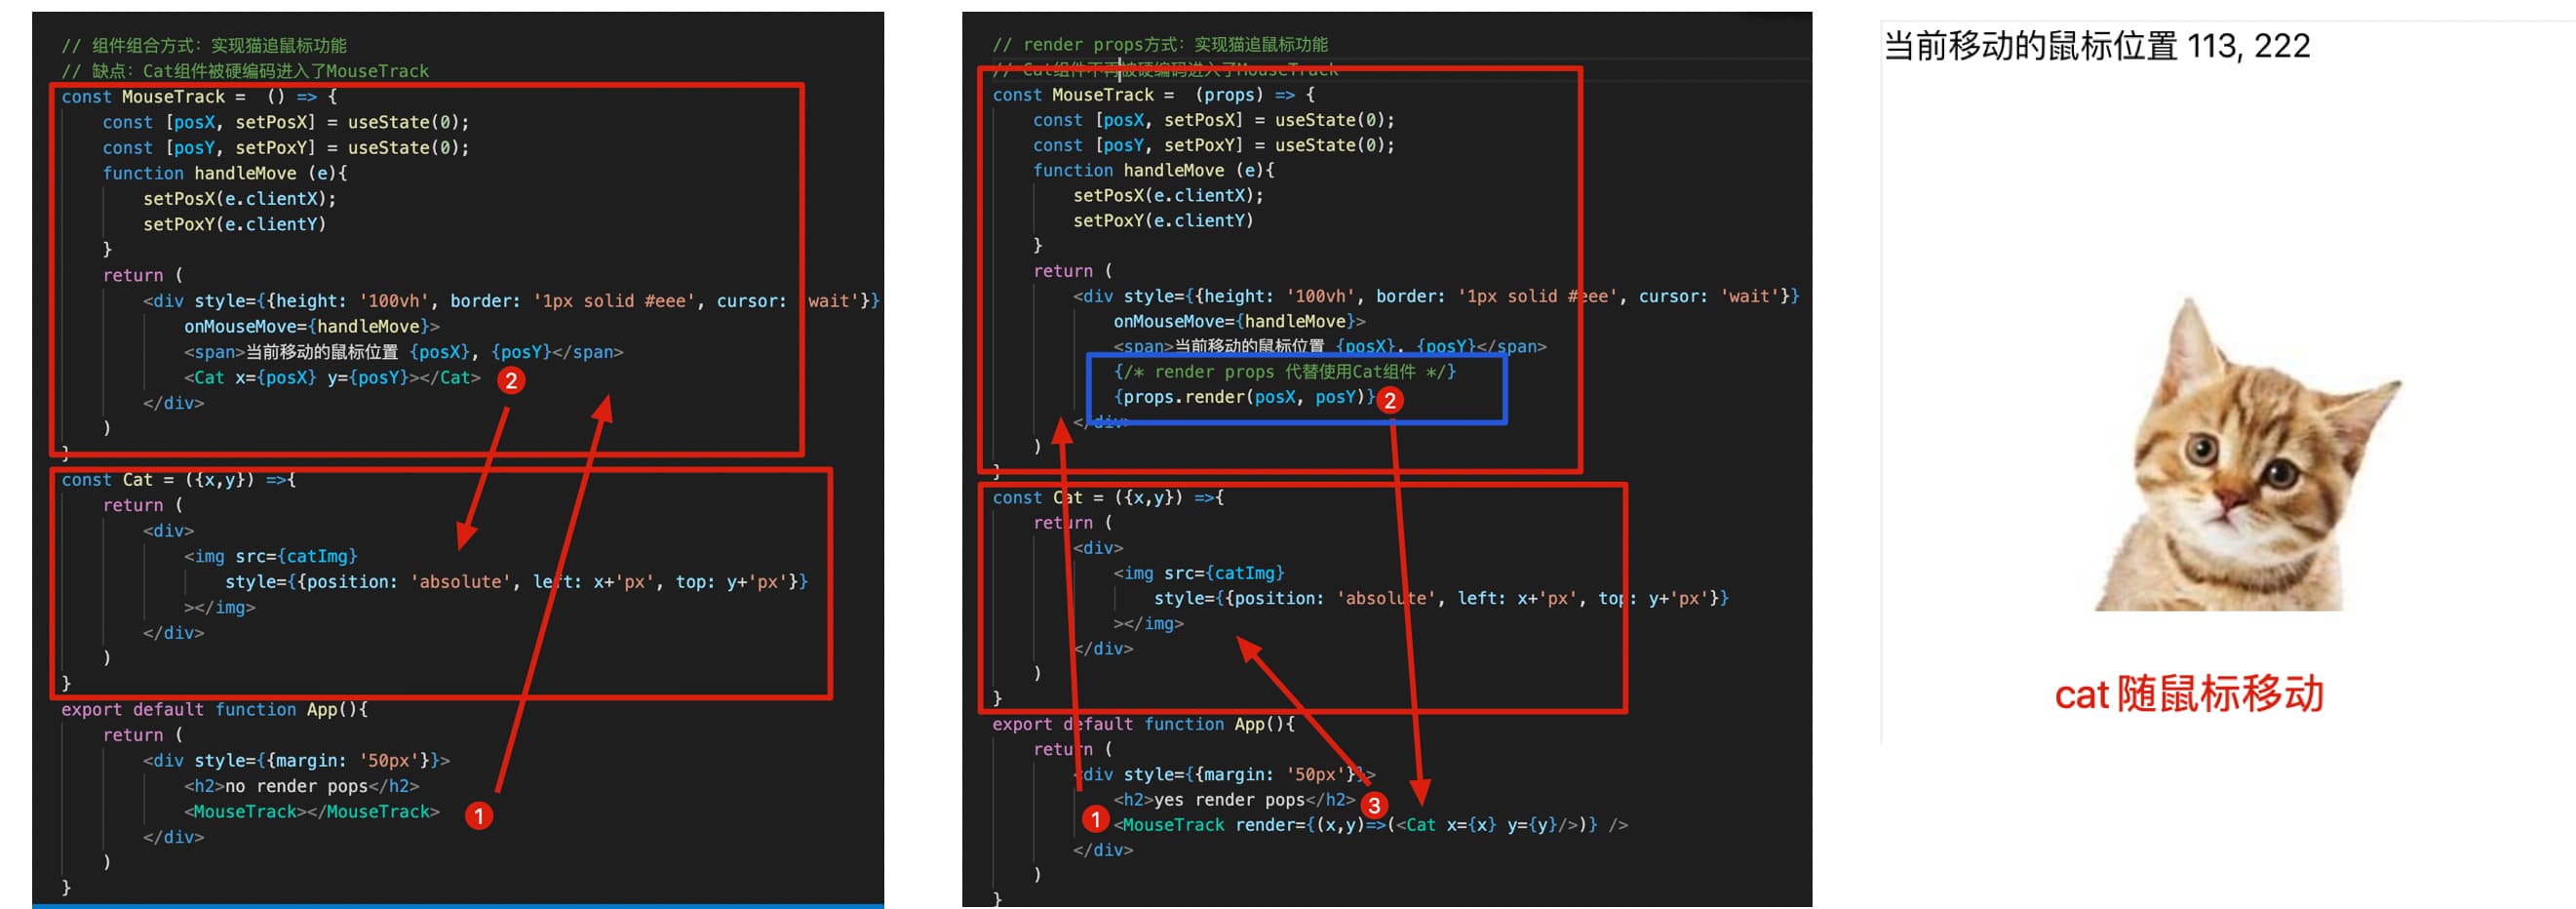 // 组件组合方式：实现猫追鼠标功能
// 缺点：Cat组件被硬编码进入了MouseTrack
const MouseTrack =  () => {
const [posX, setPosX] = useState(0);
const [posY, setPoxY] = useState(0);
function handleMove (e){
setPosX(e.clientX);
setPoxY(e.clientY)
}
return (
<div style={{height: '100vh', border: '1px solid #eee', cursor: 'wait'}}
onMouseMove={handleMove}>
<span>当前移动的鼠标位置 {posX}, {posY}</span>
<Cat x={posX} y={posY}></Cat> 2
</div>
)
}
const Cat = ({x,y}) =>{
return (
<div>
<img src={catImg}
style={{position: 'absolute', left: x+'px', top: y+'px'}}
></img>
</div>
)
}
export default function App(){
return (
<div style={{margin: '50px'}}>
<h2>no render pops</h2>
<MouseTrack></MouseTrack> 1
</div>
)
}
// render props方式：实现猫追鼠标功能
// Cat组件不再被硬编码进入了MouseTrack
const MouseTrack =  (props) => {
const [posX, setPosX] = useState(0);
const [posY, setPoxY] = useState(0);
function handleMove (e){
setPosX(e.clientX);
setPoxY(e.clientY)
}
return (
<div style={{height: '100vh', border: '1px solid #eee', cursor: 'wait'}}
onMouseMove={handleMove}>
<span>当前移动的鼠标位置 {posX}, {posY}</span>
{/* render props 代替使用Cat组件 */}
{props.render(posX, posY)} 2
</div>
)
}
const Cat = ({x,y}) =>{
return (
<div>
<img src={catImg}
style={{position: 'absolute', left: x+'px', top: y+'px'}}
></img>
</div>
)
}
export default function App(){
return (
<div style={{margin: '50px'}}>
<h2>yes render pops</h2> 3
1 <MouseTrack render={(x,y)=>(<Cat x={x} y={y}/>)} />
</div>
)
}
当前移动的鼠标位置 113, 222
cat 随鼠标移动